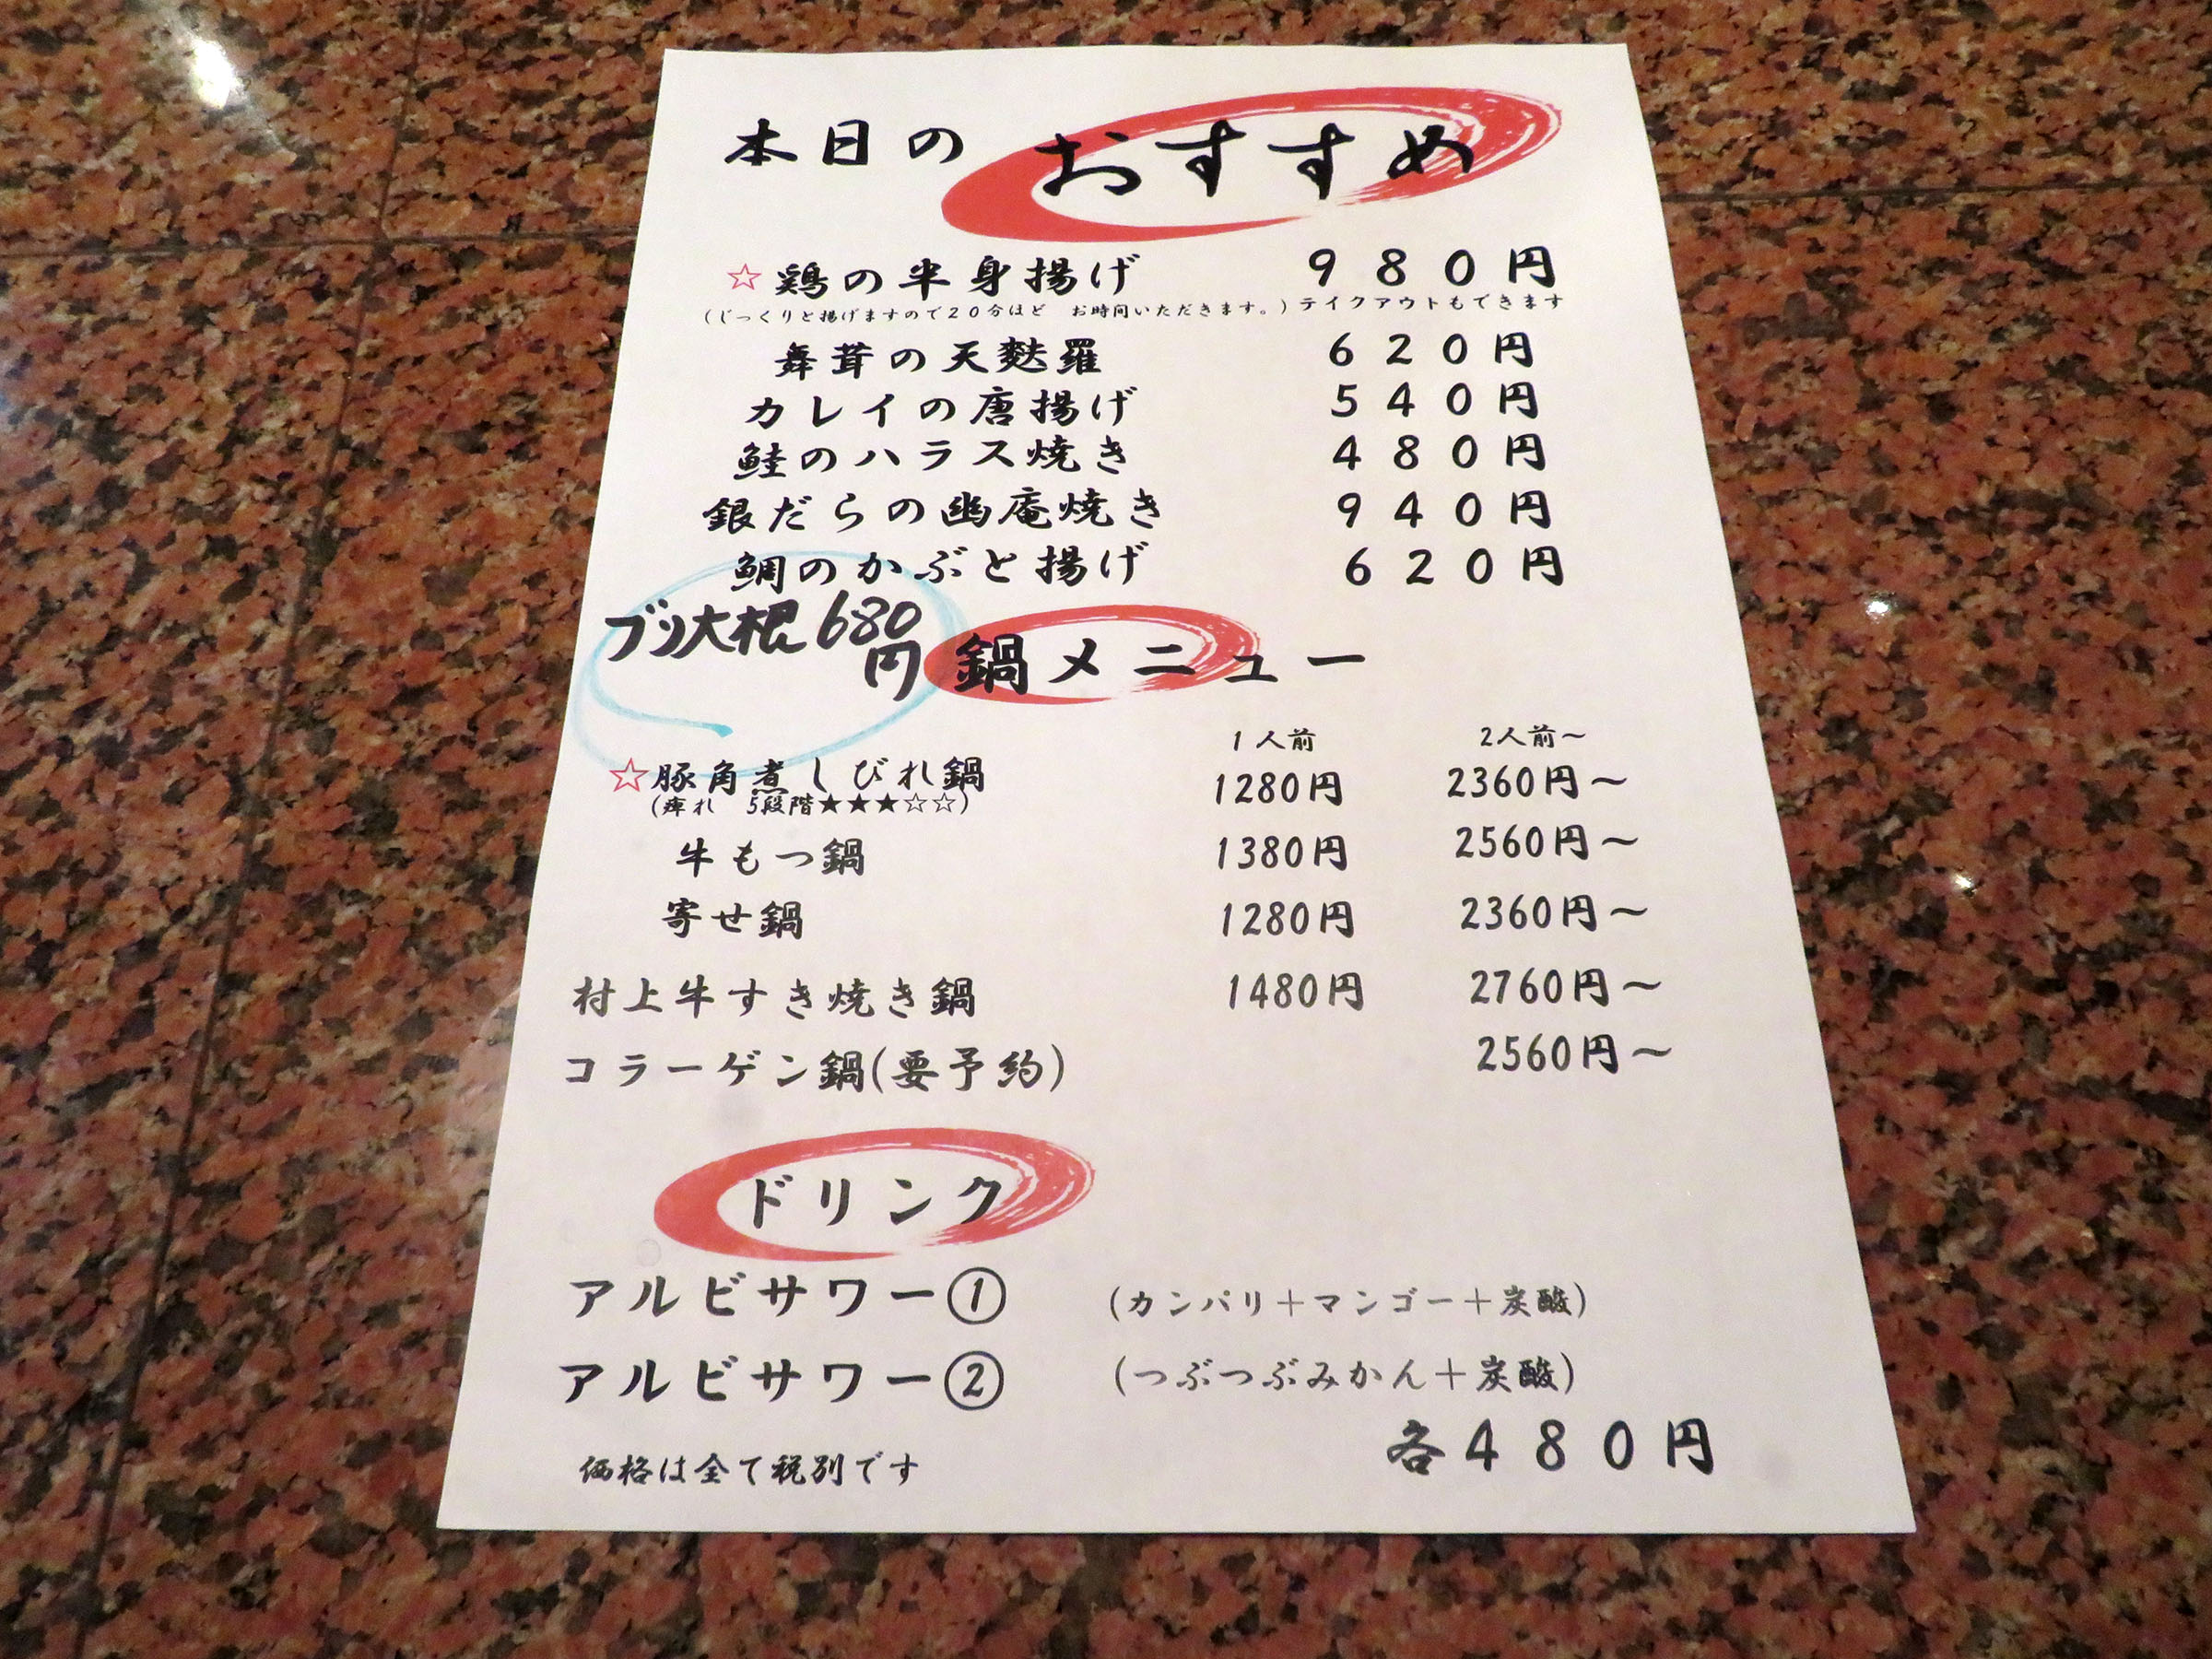 本日の おすすめ
☆鶏の半身揚げ 980円
(じっくりと揚げますので20分ほど お時間いただきます。)テイクアウトもできます
舞茸の天麩羅 620円
カレイの唐揚げ 540円
鮭のハラス焼き 480円
銀だらの幽庵焼き 940円
鯛のかぶと揚げ 620円
ブリ大根 680
円
鍋メニュー
1人前 2人前~
☆豚角煮しびれ鍋 1280円 2360円~
(痺れ 5段階★★★☆☆)
牛もつ鍋 1380円 2560円~
寄せ鍋 1280円 2360円~
村上牛すき焼き鍋 1480円 2760円~
コラーゲン鍋(要予約) 2560円~
ドリンク
アルビサワー① (カンパリ+マンゴー+炭酸)
アルビサワー② (つぶつぶみかん+炭酸)
各480円
価格は全て税別です